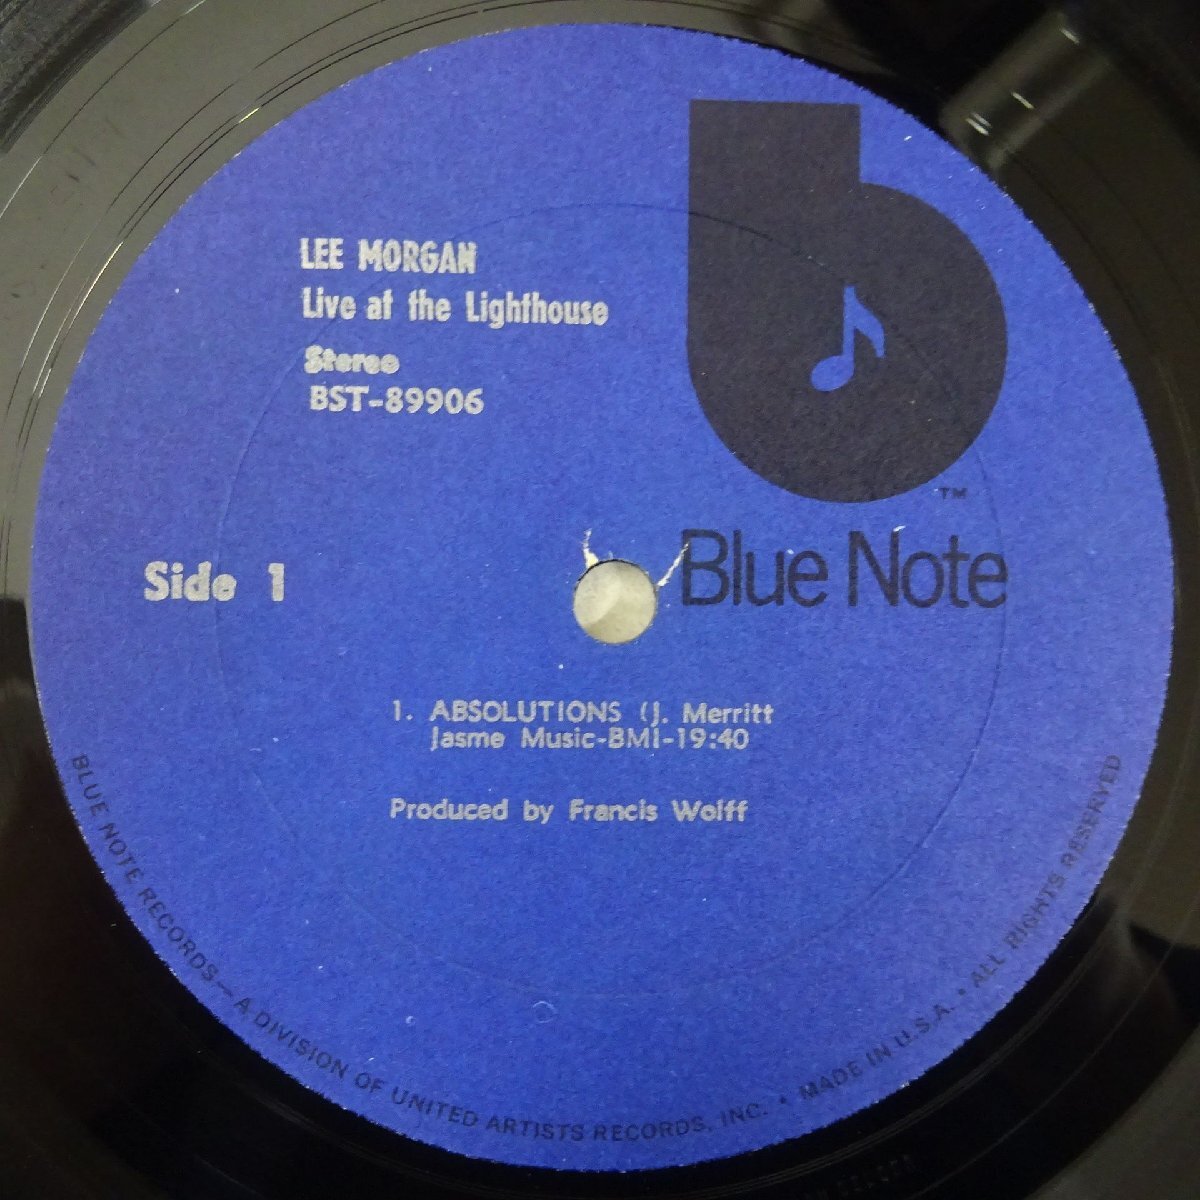 LEE MORGAN
Live at the Lighthouse
Stereo
BST-89906
TM
Blue Note
Side 1
1. ABSOLUTIONS (J. Merritt
Jasme Music-BMI-19:40
Produced by Francis Wolff
BLUE NOTE RECORDS—A DIVISION OF UNITED ARTISTS RECORDS, INC. • MADE IN U.S.A. • ALL RIGHTS RESERVED